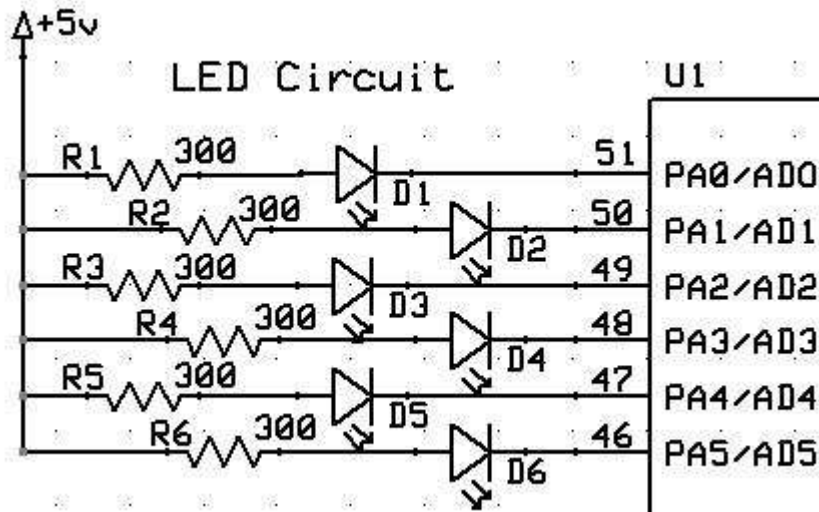 +5v
LED Circuit
U1
R1 300 D1 51 PA0/AD0
R2 300 D2 50 PA1/AD1
R3 300 D3 49 PA2/AD2
R4 300 D4 48 PA3/AD3
R5 300 D5 47 PA4/AD4
R6 300 D6 46 PA5/AD5